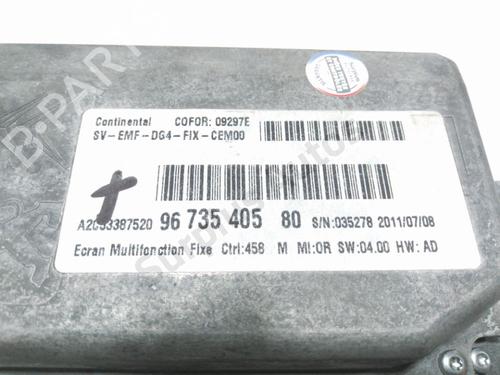 Continental COFOR: 09297E
SV-EMF-DG4-FIX-CEM00
A2C53387520 96 735 405 80 S/N:035278 2011/07/08
Ecran Multifonction Fixe Ctrl:458 M MI:OR SW:04.00 HW:AD
B-PARTS